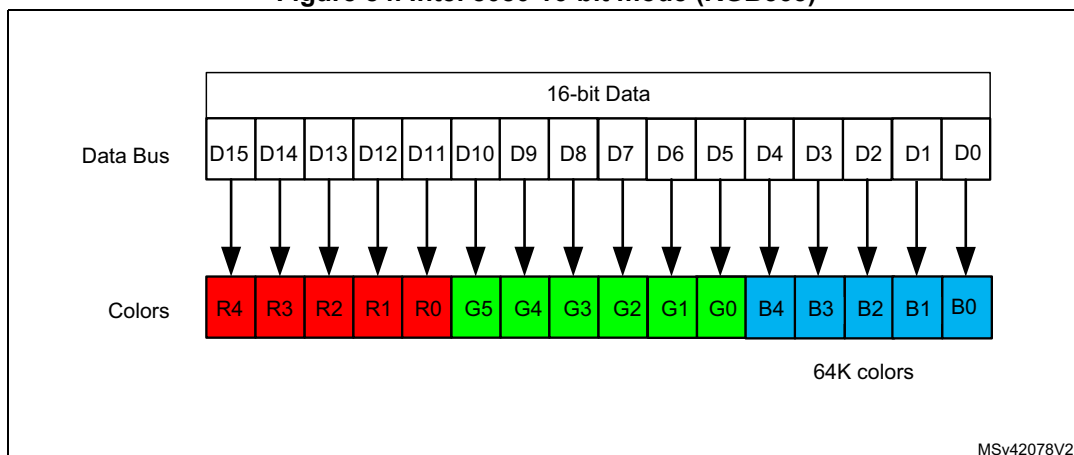 16-bit Data
Data Bus D15 D14 D13 D12 D11 D10 D9 D8 D7 D6 D5 D4 D3 D2 D1 D0
Colors R4 R3 R2 R1 R0 G5 G4 G3 G2 G1 G0 B4 B3 B2 B1 B0
64K colors
MSv42078V2